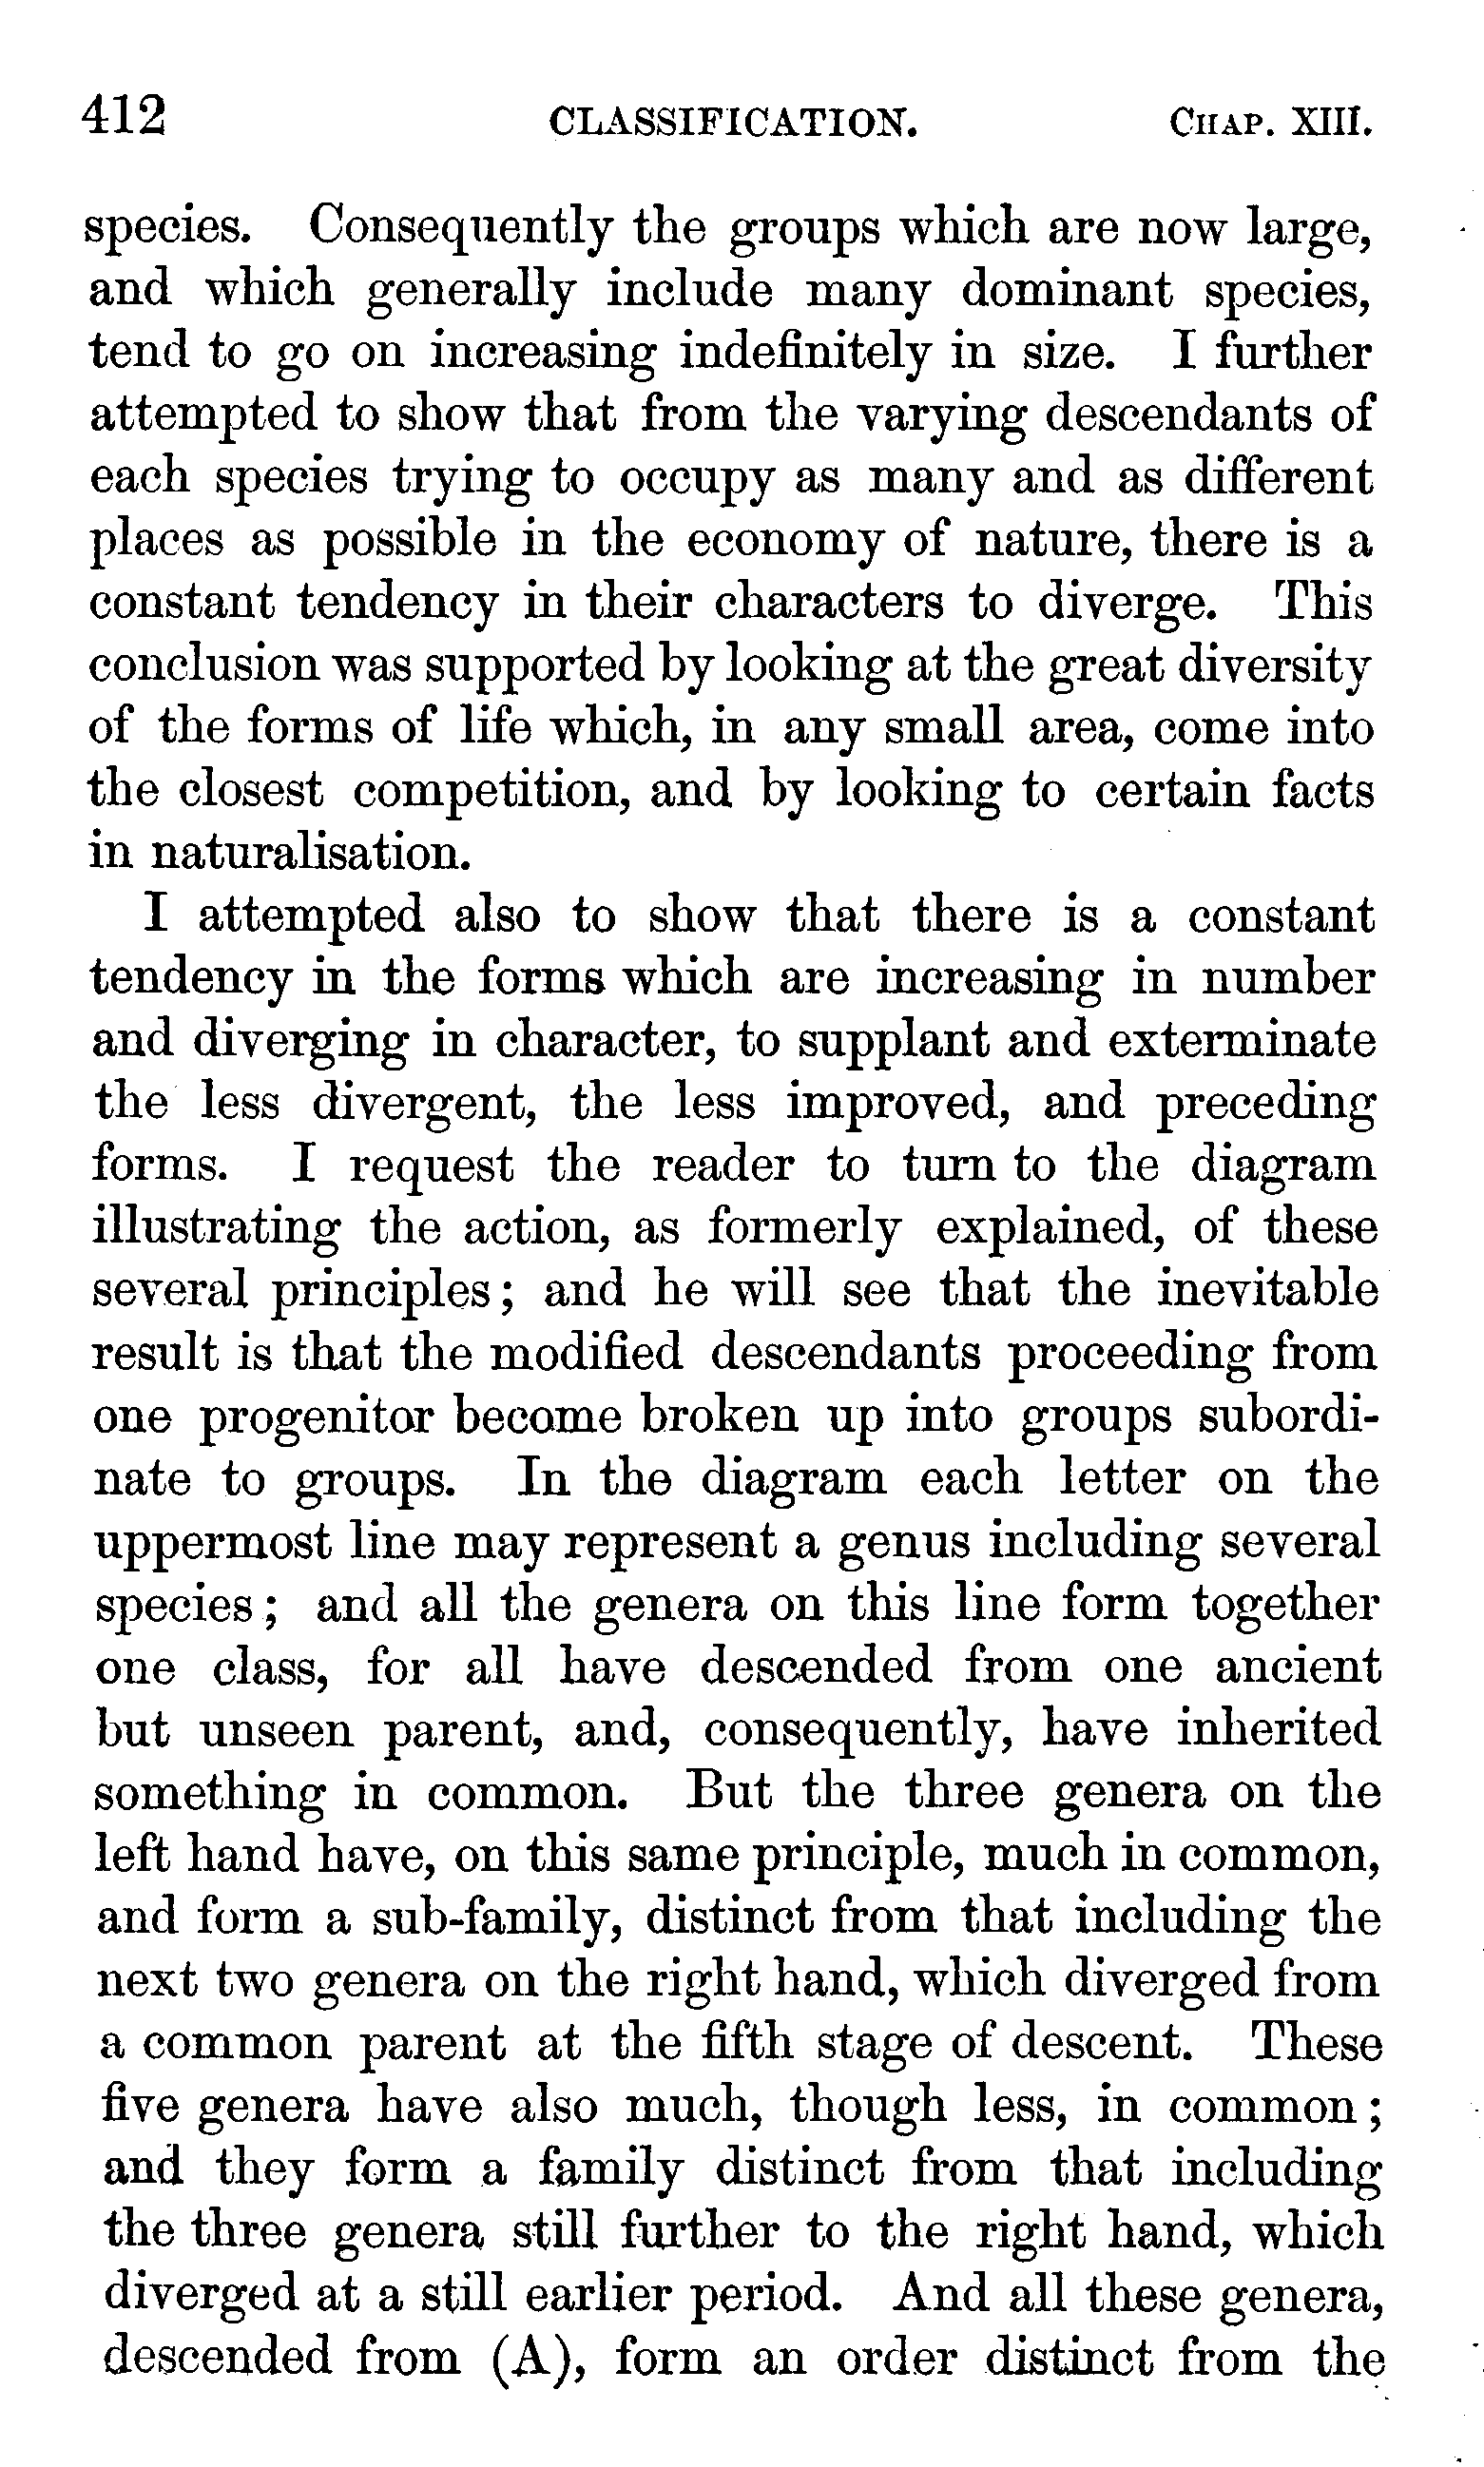 412 CLASSIFICATION. CHAP. XIII.
species. Consequently the groups which are now large,
and which generally include many dominant species,
tend to go on increasing indefinitely in size. I further
attempted to show that from the varying descendants of
each species trying to occupy as many and as different
places as possible in the economy of nature, there is a
constant tendency in their characters to diverge. This
conclusion was supported by looking at the great diversity
of the forms of life which, in any small area, come into
the closest competition, and by looking to certain facts
in naturalisation.
I attempted also to show that there is a constant
tendency in the forms which are increasing in number
and diverging in character, to supplant and exterminate
the less divergent, the less improved, and preceding
forms. I request the reader to turn to the diagram
illustrating the action, as formerly explained, of these
several principles; and he will see that the inevitable
result is that the modified descendants proceeding from
one progenitor become broken up into groups subordi-
nate to groups. In the diagram each letter on the
uppermost line may represent a genus including several
species; and all the genera on this line form together
one class, for all have descended from one ancient
but unseen parent, and, consequently, have inherited
something in common. But the three genera on the
left hand have, on this same principle, much in common,
and form a sub-family, distinct from that including the
next two genera on the right hand, which diverged from
a common parent at the fifth stage of descent. These
five genera have also much, though less, in common;
and they form a family distinct from that including
the three genera still further to the right hand, which
diverged at a still earlier period. And all these genera,
descended from (A), form an order distinct from the